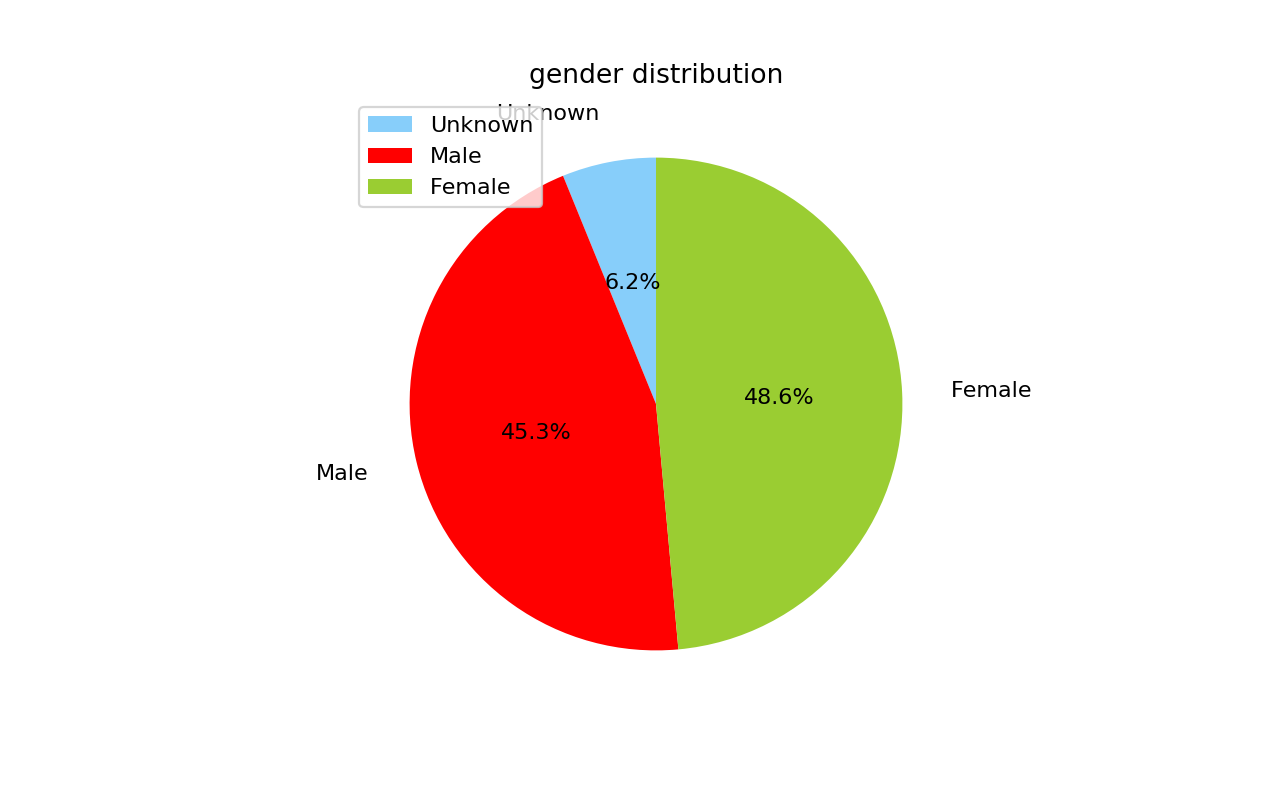 gender distribution
Unknown
Unknown
Male
Female
6.2%
48.6%
Female
45.3%
Male